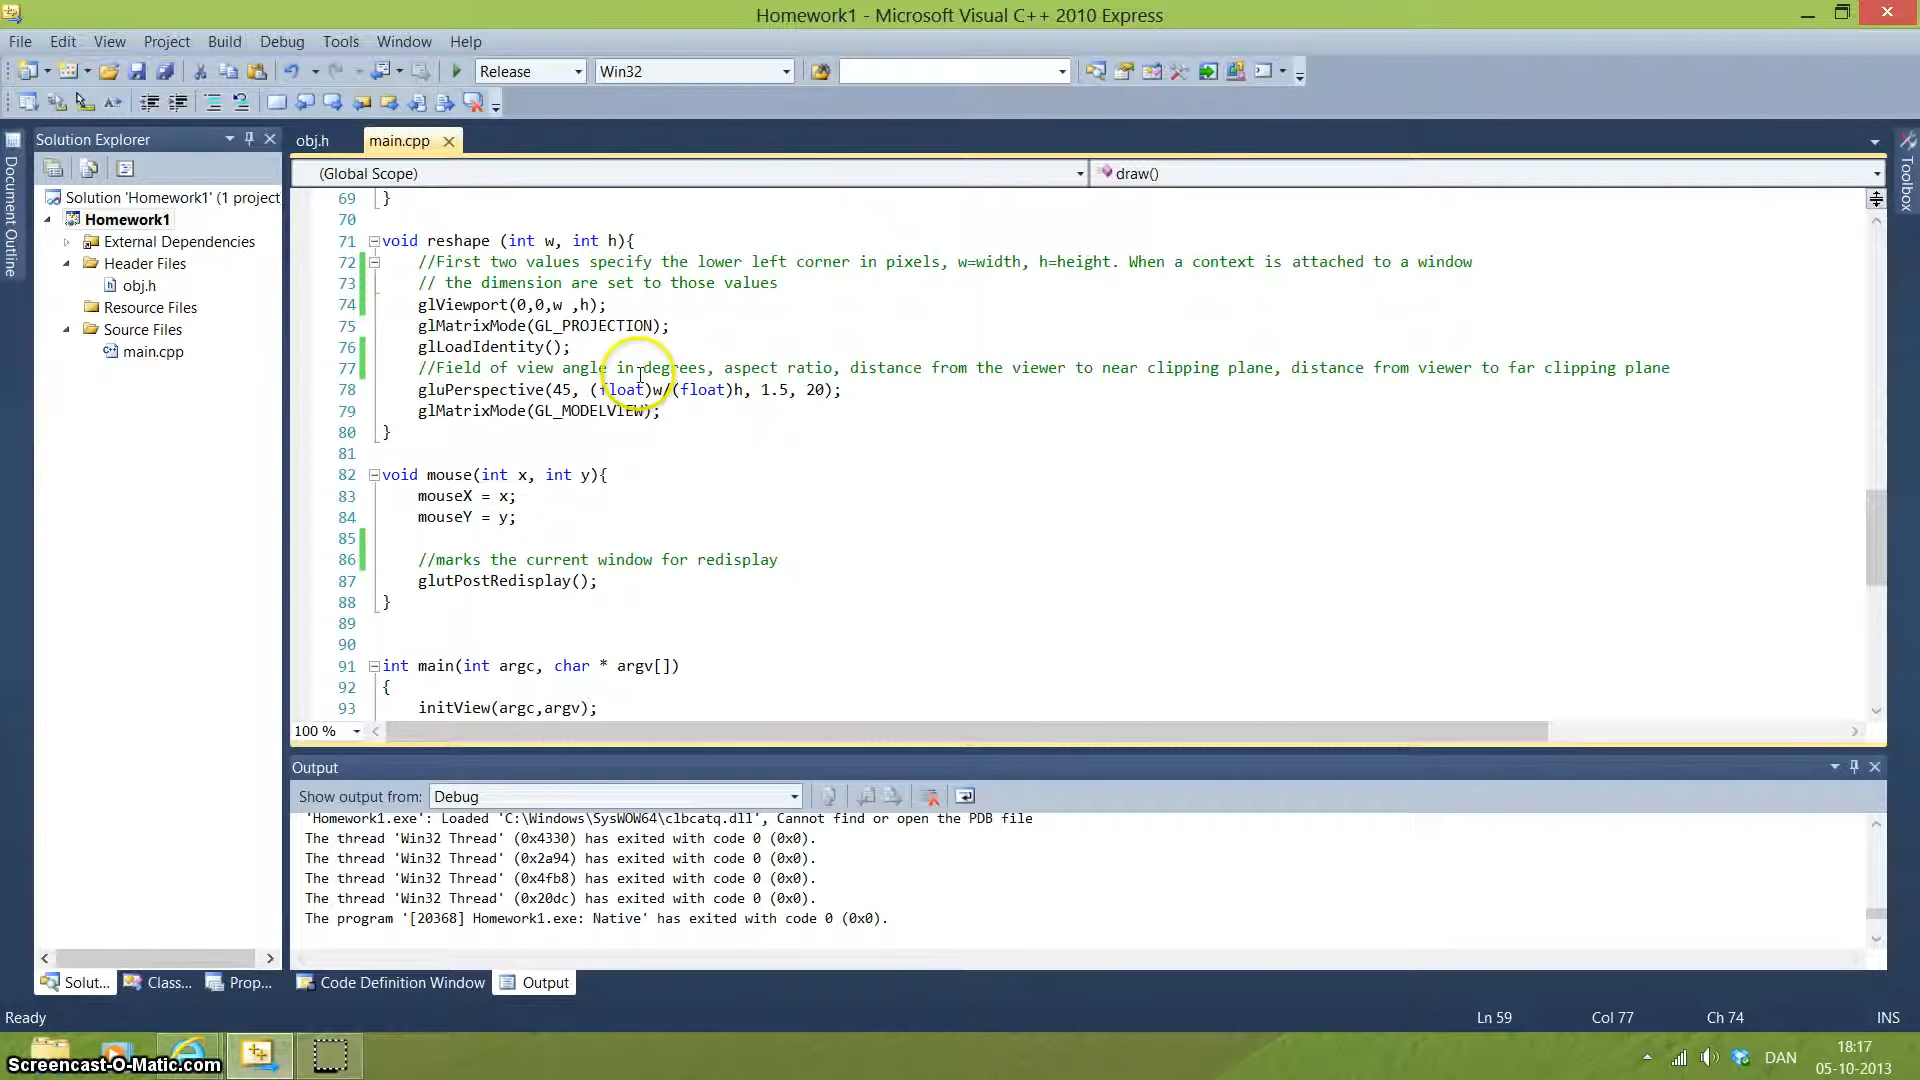 Homework1 - Microsoft Visual C++ 2010 Express
File Edit View Project Build Debug Tools Window Help
Release Win32
Solution Explorer
obj.h main.cpp
Document Outline
Toolbox
(Global Scope) draw()
Solution 'Homework1' (1 project
Homework1
External Dependencies
Header Files
obj.h
Resource Files
Source Files
main.cpp
69 }
70
71 void reshape (int w, int h){
72 //First two values specify the lower left corner in pixels, w=width, h=height. When a context is attached to a window
73 // the dimension are set to those values
74 glViewport(0,0,w ,h);
75 glMatrixMode(GL_PROJECTION);
76 glLoadIdentity();
77 //Field of view angle in degrees, aspect ratio, distance from the viewer to near clipping plane, distance from viewer to far clipping plane
78 gluPerspective(45, (float)w/(float)h, 1.5, 20);
79 glMatrixMode(GL_MODELVIEW);
80 }
81
82 void mouse(int x, int y){
83 mouseX = x;
84 mouseY = y;
85
86 //marks the current window for redisplay
87 glutPostRedisplay();
88 }
89
90
91 int main(int argc, char * argv[])
92 {
93 initView(argc,argv);
100 %
Output
Show output from: Debug
'Homework1.exe': Loaded 'C:\Windows\SysWOW64\clbcatq.dll', Cannot find or open the PDB file
The thread 'Win32 Thread' (0x4330) has exited with code 0 (0x0).
The thread 'Win32 Thread' (0x2a94) has exited with code 0 (0x0).
The thread 'Win32 Thread' (0x4fb8) has exited with code 0 (0x0).
The thread 'Win32 Thread' (0x20dc) has exited with code 0 (0x0).
The program '[20368] Homework1.exe: Native' has exited with code 0 (0x0).
Solut... Class... Prop... Code Definition Window Output
Ready Ln 59 Col 77 Ch 74 INS
Screencast-O-Matic.com
DAN
18:17
05-10-2013